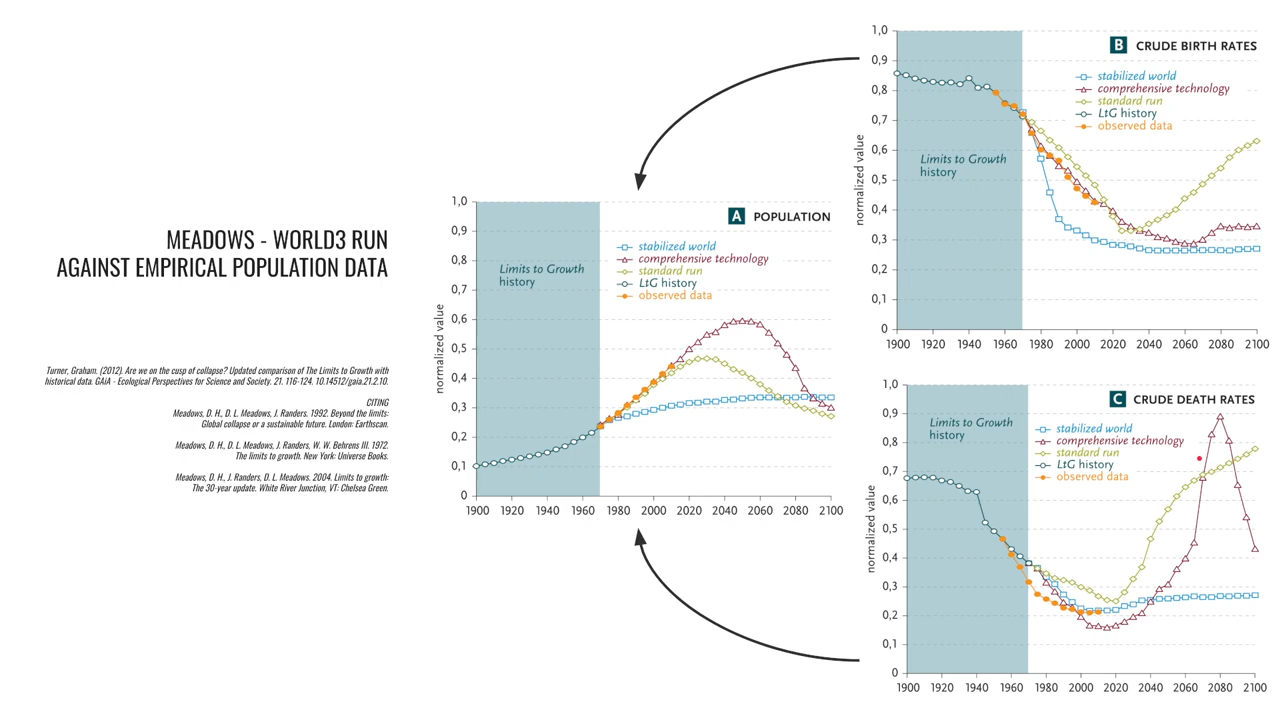 MEADOWS - WORLD3 RUN
AGAINST EMPIRICAL POPULATION DATA
Turner, Graham. (2012). Are we on the cusp of collapse? Updated comparison of The Limits to Growth with
historical data. GAiA - Ecological Perspectives for Science and Society. 21. 116-124. 10.14512/gaia.21.2.10.
CITING
Meadows, D. H., D. L. Meadows, J. Randers. 1992. Beyond the limits:
Global collapse or a sustainable future. London: Earthscan.
Meadows, D. H., D. L. Meadows, J. Randers, W. W. Behrens III. 1972.
The limits to growth. New York: Universe Books.
Meadows, D. H., J. Randers, D. L. Meadows. 2004. Limits to growth:
The 30-year update. White River Junction, VT: Chelsea Green.
A POPULATION
normalized value
1,0
0,9
0,8
0,7
0,6
0,5
0,4
0,3
0,2
0,1
0
Limits to Growth
history
stabilized world
comprehensive technology
standard run
LtG history
observed data
1900 1920 1940 1960 1980 2000 2020 2040 2060 2080 2100
B CRUDE BIRTH RATES
normalized value
1,0
0,9
0,8
0,7
0,6
0,5
0,4
0,3
0,2
0,1
0
Limits to Growth
history
stabilized world
comprehensive technology
standard run
LtG history
observed data
1900 1920 1940 1960 1980 2000 2020 2040 2060 2080 2100
C CRUDE DEATH RATES
normalized value
1,0
0,9
0,8
0,7
0,6
0,5
0,4
0,3
0,2
0,1
0
Limits to Growth
history
stabilized world
comprehensive technology
standard run
LtG history
observed data
1900 1920 1940 1960 1980 2000 2020 2040 2060 2080 2100